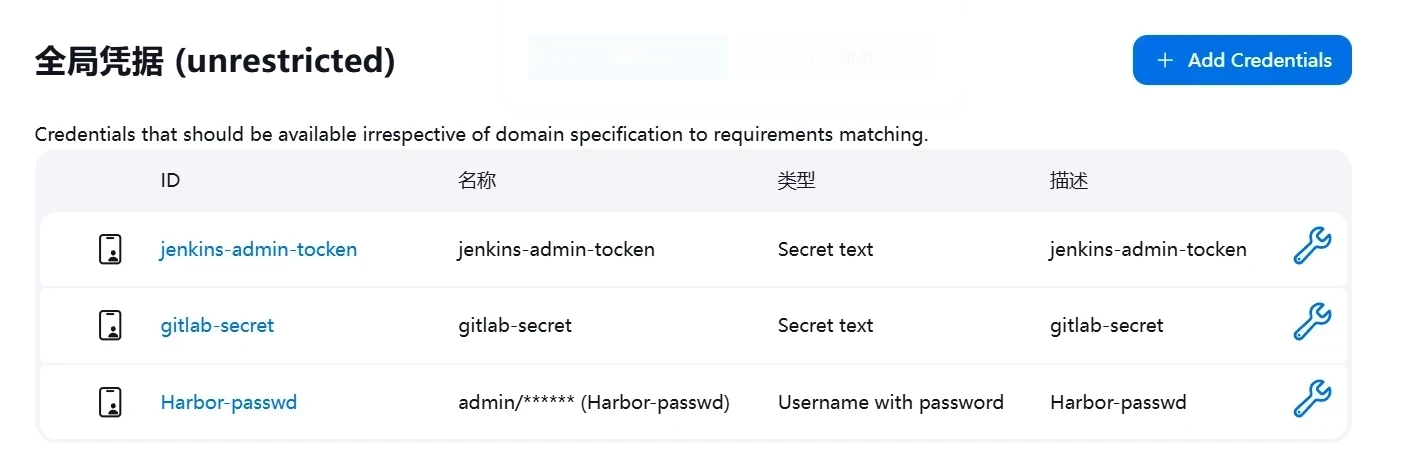 全局凭据 (unrestricted)
+ Add Credentials
Credentials that should be available irrespective of domain specification to requirements matching.
ID 名称 类型 描述
jenkins-admin-tocken jenkins-admin-tocken Secret text jenkins-admin-tocken
gitlab-secret gitlab-secret Secret text gitlab-secret
Harbor-passwd admin/****** (Harbor-passwd) Username with password Harbor-passwd